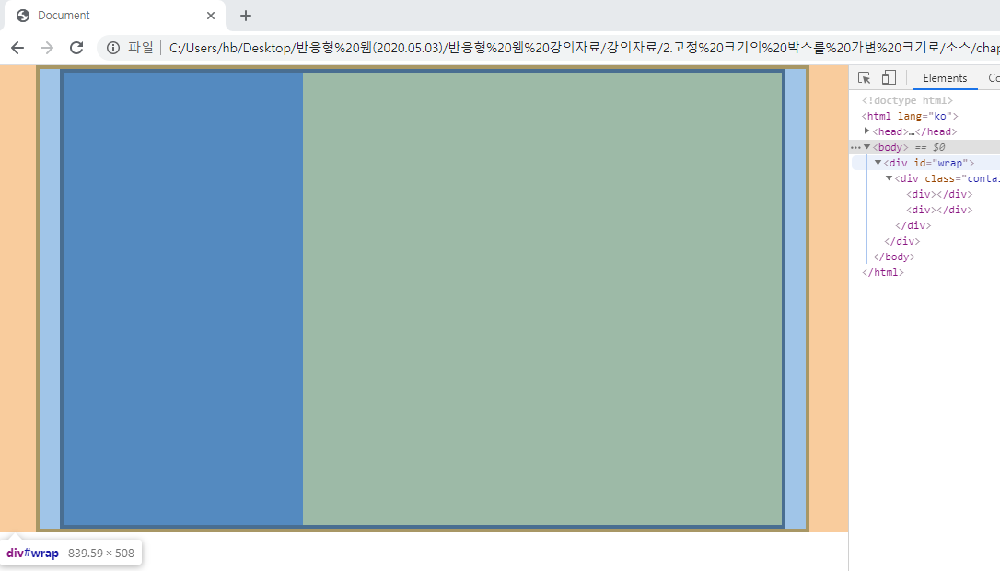 Document
파일 C:/Users/hb/Desktop/반응형%20웹(2020.05.03)/반응형%20웹%20강의자료/강의자료/2.고정%20크기의%20박스를%20가변%20크기로/소스/chap
Elements Co
<!doctype html>
<html lang="ko">
<head>…</head>
<body> == $0
<div id="wrap">
<div class="contai
<div></div>
<div></div>
</div>
</div>
</body>
</html>
div#wrap 839.59 × 508